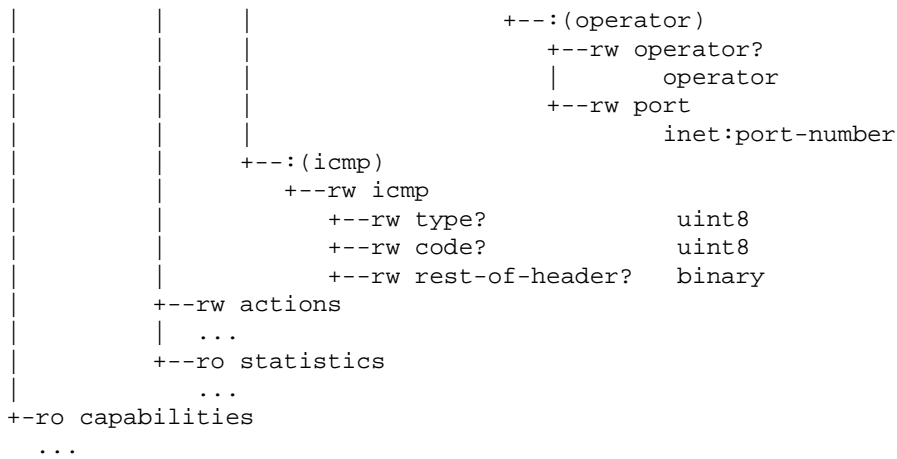 |         |      |                     +--:(operator)
|         |      |                        +--rw operator?
|         |      |                        |       operator
|         |      |                        +--rw port
|         |      |                                inet:port-number
|         |      +--:(icmp)
|         |         +--rw icmp
|         |            +--rw type?             uint8
|         |            +--rw code?             uint8
|         |            +--rw rest-of-header?   binary
|         +--rw actions
|         |  ...
|         +--ro statistics
|            ...
+-ro capabilities
  ...